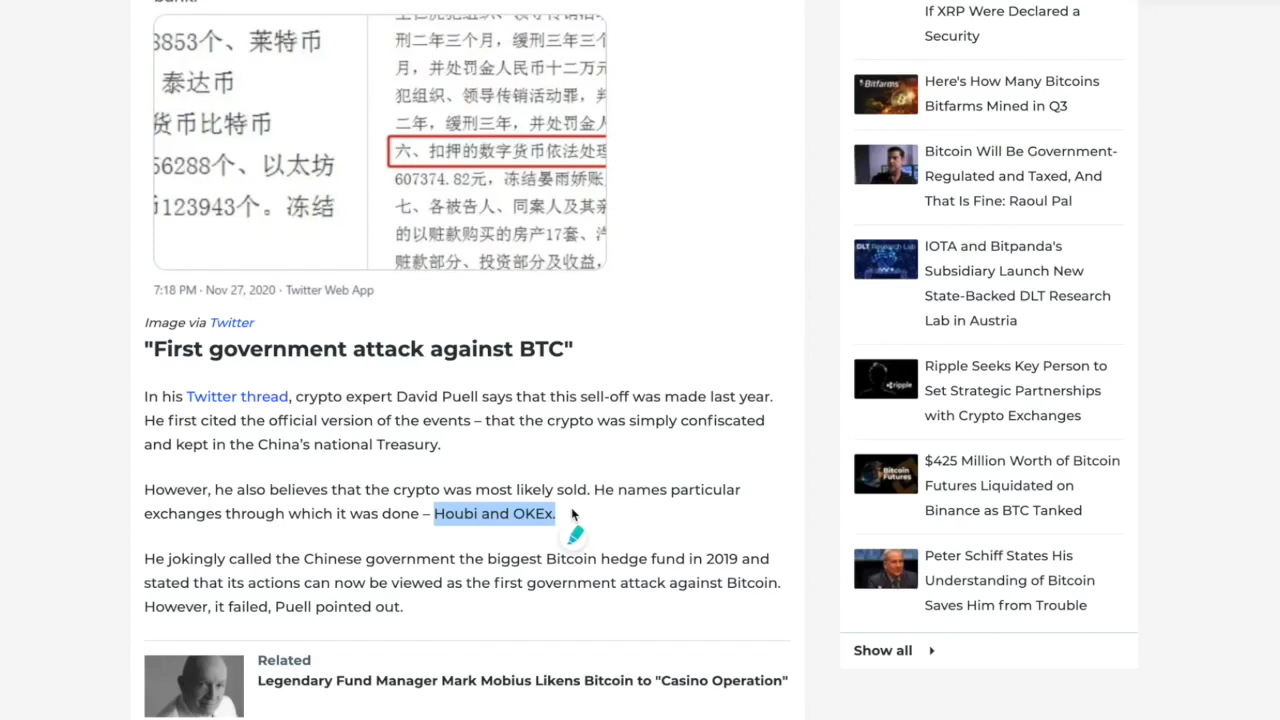 8853个、莱特币
泰达币
货币比特币
56288个、以太坊
币123943个。冻结
刑二年三个月，缓刑三年三个
月，并处罚金人民币十二万元
犯组织、领导传销活动罪，判
二年，缓刑三年，并处罚金人
六、扣押的数字货币依法处理
607374.82元，冻结晏雨娇账
七、各被告人、同案人及其亲
的以赃款购买的房产17套、汽
赃款部分、投资部分及收益，
7:18 PM · Nov 27, 2020 · Twitter Web App
Image via Twitter
"First government attack against BTC"
In his Twitter thread, crypto expert David Puell says that this sell-off was made last year.
He first cited the official version of the events – that the crypto was simply confiscated
and kept in the China's national Treasury.
However, he also believes that the crypto was most likely sold. He names particular
exchanges through which it was done – Houbi and OKEx.
He jokingly called the Chinese government the biggest Bitcoin hedge fund in 2019 and
stated that its actions can now be viewed as the first government attack against Bitcoin.
However, it failed, Puell pointed out.
Related
Legendary Fund Manager Mark Mobius Likens Bitcoin to "Casino Operation"
If XRP Were Declared a
Security
Bitfarms
Here's How Many Bitcoins
Bitfarms Mined in Q3
Bitcoin Will Be Government-
Regulated and Taxed, And
That Is Fine: Raoul Pal
DLT Research Lab
IOTA and Bitpanda's
Subsidiary Launch New
State-Backed DLT Research
Lab in Austria
ripple
Ripple Seeks Key Person to
Set Strategic Partnerships
with Crypto Exchanges
Bitcoin
Futures
$425 Million Worth of Bitcoin
Futures Liquidated on
Binance as BTC Tanked
Peter Schiff States His
Understanding of Bitcoin
Saves Him from Trouble
Show all